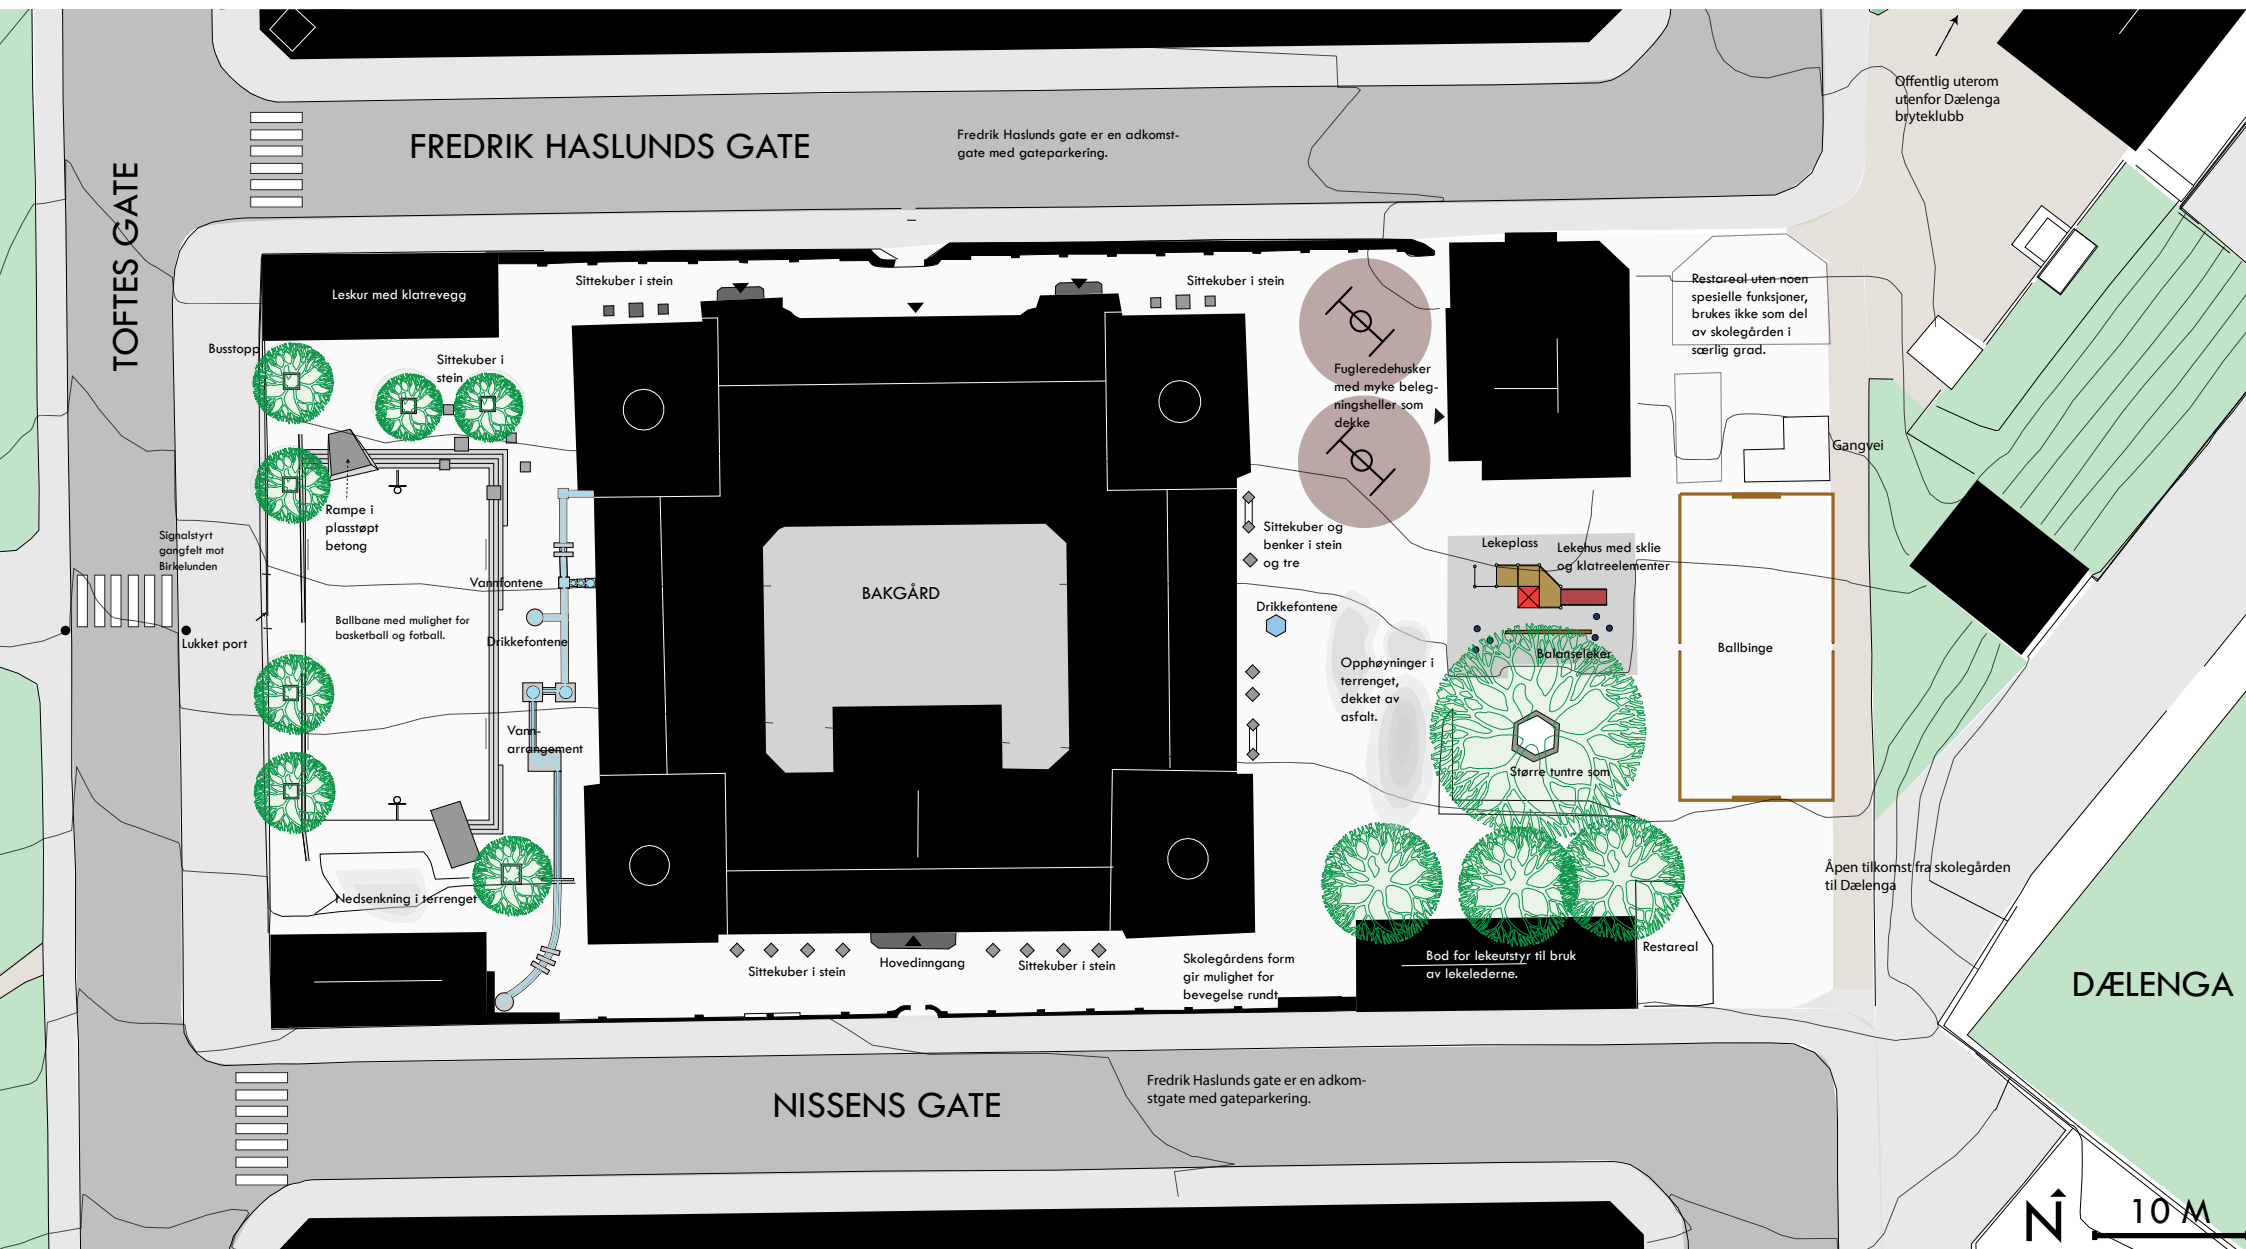 Offentlig uterom
utenfor Dælenga
bryteklubb
FREDRIK HASLUNDS GATE
Fredrik Haslunds gate er en adkomst-
gate med gateparkering.
TOFTES GATE
Leskur med klatrevegg
Sittekuber i stein
Sittekuber i stein
Restareal uten noen
spesielle funksjoner,
brukes ikke som del
av skolegården i
særlig grad.
Busstopp
Sittekuber i
stein
Fugleredehusker
med myke beleg-
ningsheller som
dekke
Gangvei
Rampe i
plasstøpt
betong
Signalstyrt
gangfelt mot
Birkelunden
Sittekuber og
benker i stein
og tre
Lekeplass
Lekehus med sklie
og klatreelementer
Vannfontene
BAKGÅRD
Drikkefontene
Ballbane med mulighet for
basketball og fotball.
Drikkefontene
Lukket port
Balanseleker
Ballbinge
Opphøyninger i
terrenget,
dekket av
asfalt.
Vann-
arrangement
Større tuntre som
Åpen tilkomst fra skolegården
til Dælenga
Nedsenkning i terrenget
Restareal
Bod for lekeutstyr til bruk
av lekelederne.
Sittekuber i stein
Hovedinngang
Sittekuber i stein
Skolegårdens form
gir mulighet for
bevegelse rundt
DÆLENGA
NISSENS GATE
Fredrik Haslunds gate er en adkom-
stgate med gateparkering.
N
10 M